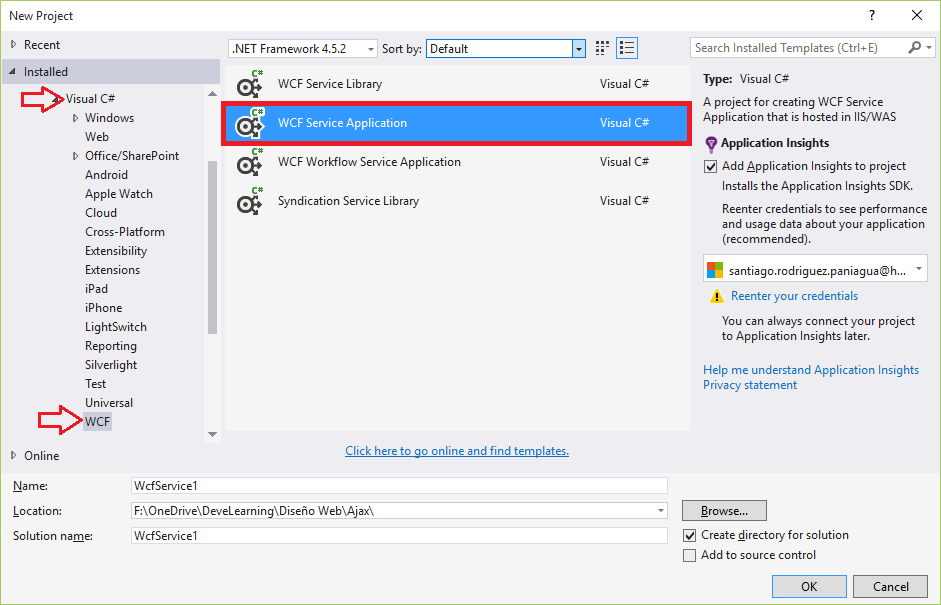 New Project
?
Recent
.NET Framework 4.5.2
Sort by:
Default
Search Installed Templates (Ctrl+E)
Installed
Visual C#
Windows
Web
Office/SharePoint
Android
Apple Watch
Cloud
Cross-Platform
Extensibility
Extensions
iPad
iPhone
LightSwitch
Reporting
Silverlight
Test
Universal
WCF
Online
C#
WCF Service Library
Visual C#
C#
WCF Service Application
Visual C#
C#
WCF Workflow Service Application
Visual C#
C#
Syndication Service Library
Visual C#
Click here to go online and find templates.
Type: Visual C#
A project for creating WCF Service
Application that is hosted in IIS/WAS
Application Insights
Add Application Insights to project
Installs the Application Insights SDK.
Reenter credentials to see performance
and usage data about your application
(recommended).
santiago.rodriguez.paniagua@h...
Reenter your credentials
You can always connect your project
to Application Insights later.
Help me understand Application Insights
Privacy statement
Name:
WcfService1
Location:
F:\OneDrive\DeveLearning\Diseño Web\Ajax\
Browse...
Solution name:
WcfService1
Create directory for solution
Add to source control
OK
Cancel